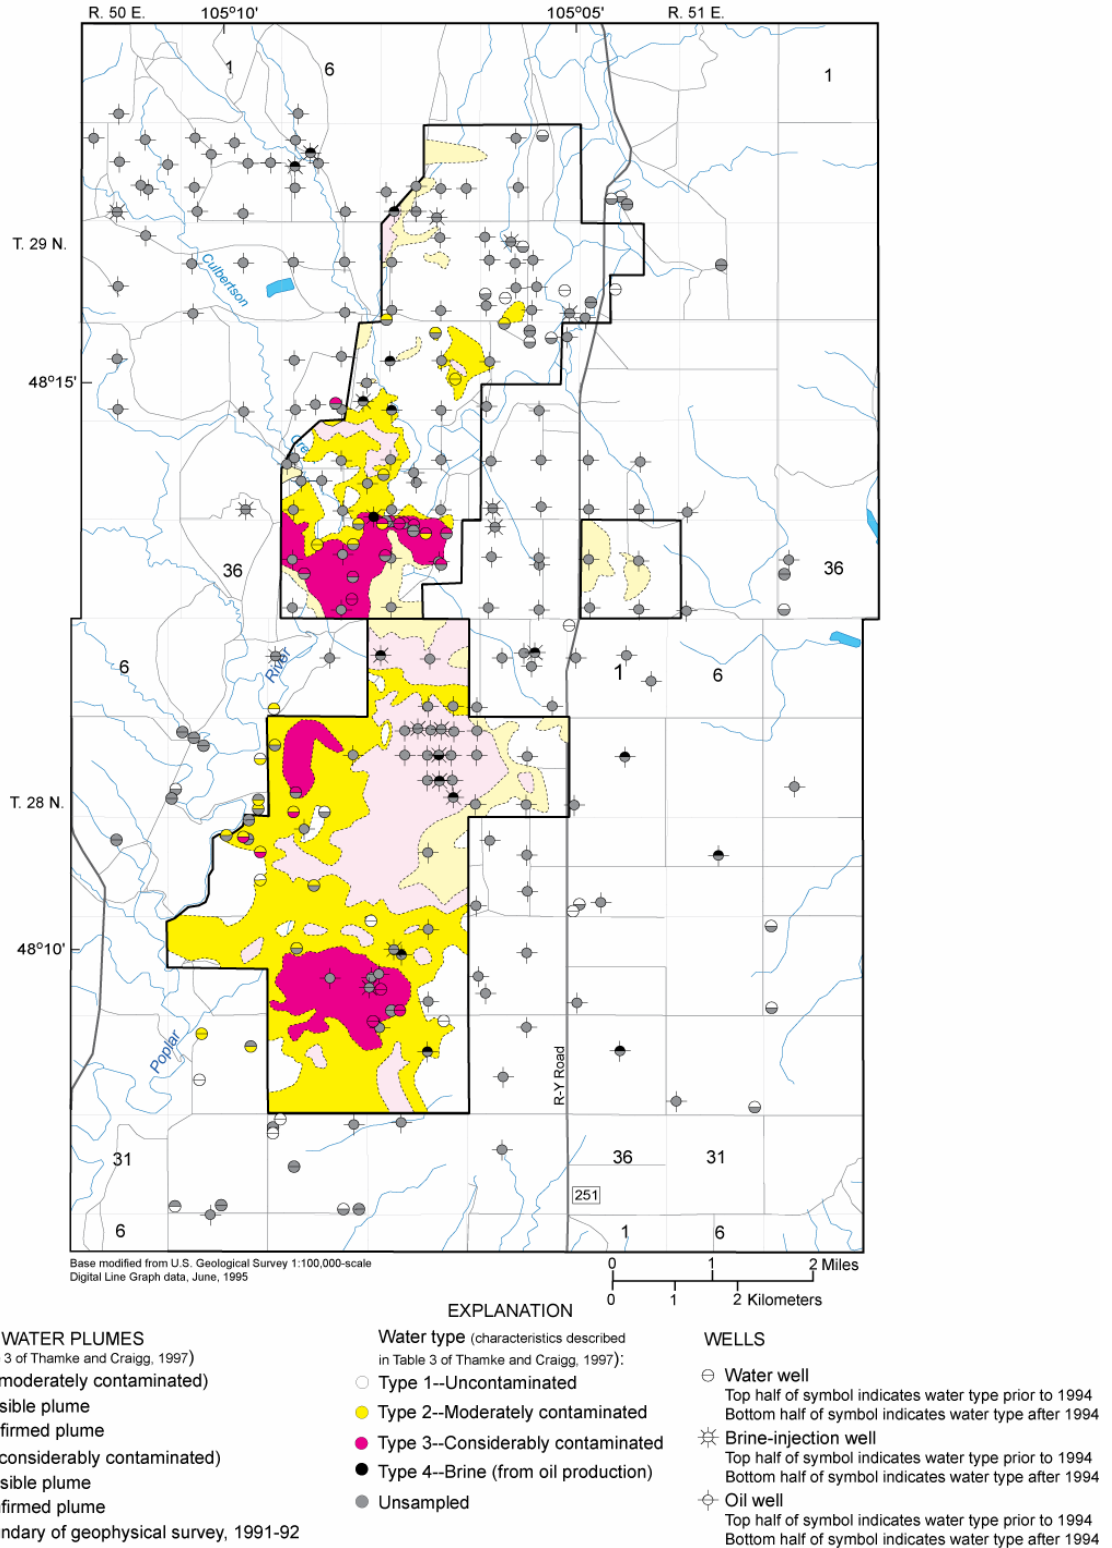 R. 50 E. 105°10' 105°05' R. 51 E.
1 6 1
T. 29 N.
Culbertson
48°15'
Cre
36 36
River
6 1 6
T. 28 N.
48°10'
Poplar
R-Y Road
31 36 31
251
6 1 6
Base modified from U.S. Geological Survey 1:100,000-scale
Digital Line Graph data, June, 1995
0 1 2 Miles
0 1 2 Kilometers
EXPLANATION
WATER PLUMES
3 of Thamke and Craigg, 1997)
moderately contaminated)
sible plume
firmed plume
considerably contaminated)
sible plume
nfirmed plume
undary of geophysical survey, 1991-92
Water type (characteristics described
in Table 3 of Thamke and Craigg, 1997):
Type 1--Uncontaminated
Type 2--Moderately contaminated
Type 3--Considerably contaminated
Type 4--Brine (from oil production)
Unsampled
WELLS
Water well
Top half of symbol indicates water type prior to 1994
Bottom half of symbol indicates water type after 1994
Brine-injection well
Top half of symbol indicates water type prior to 1994
Bottom half of symbol indicates water type after 1994
Oil well
Top half of symbol indicates water type prior to 1994
Bottom half of symbol indicates water type after 1994